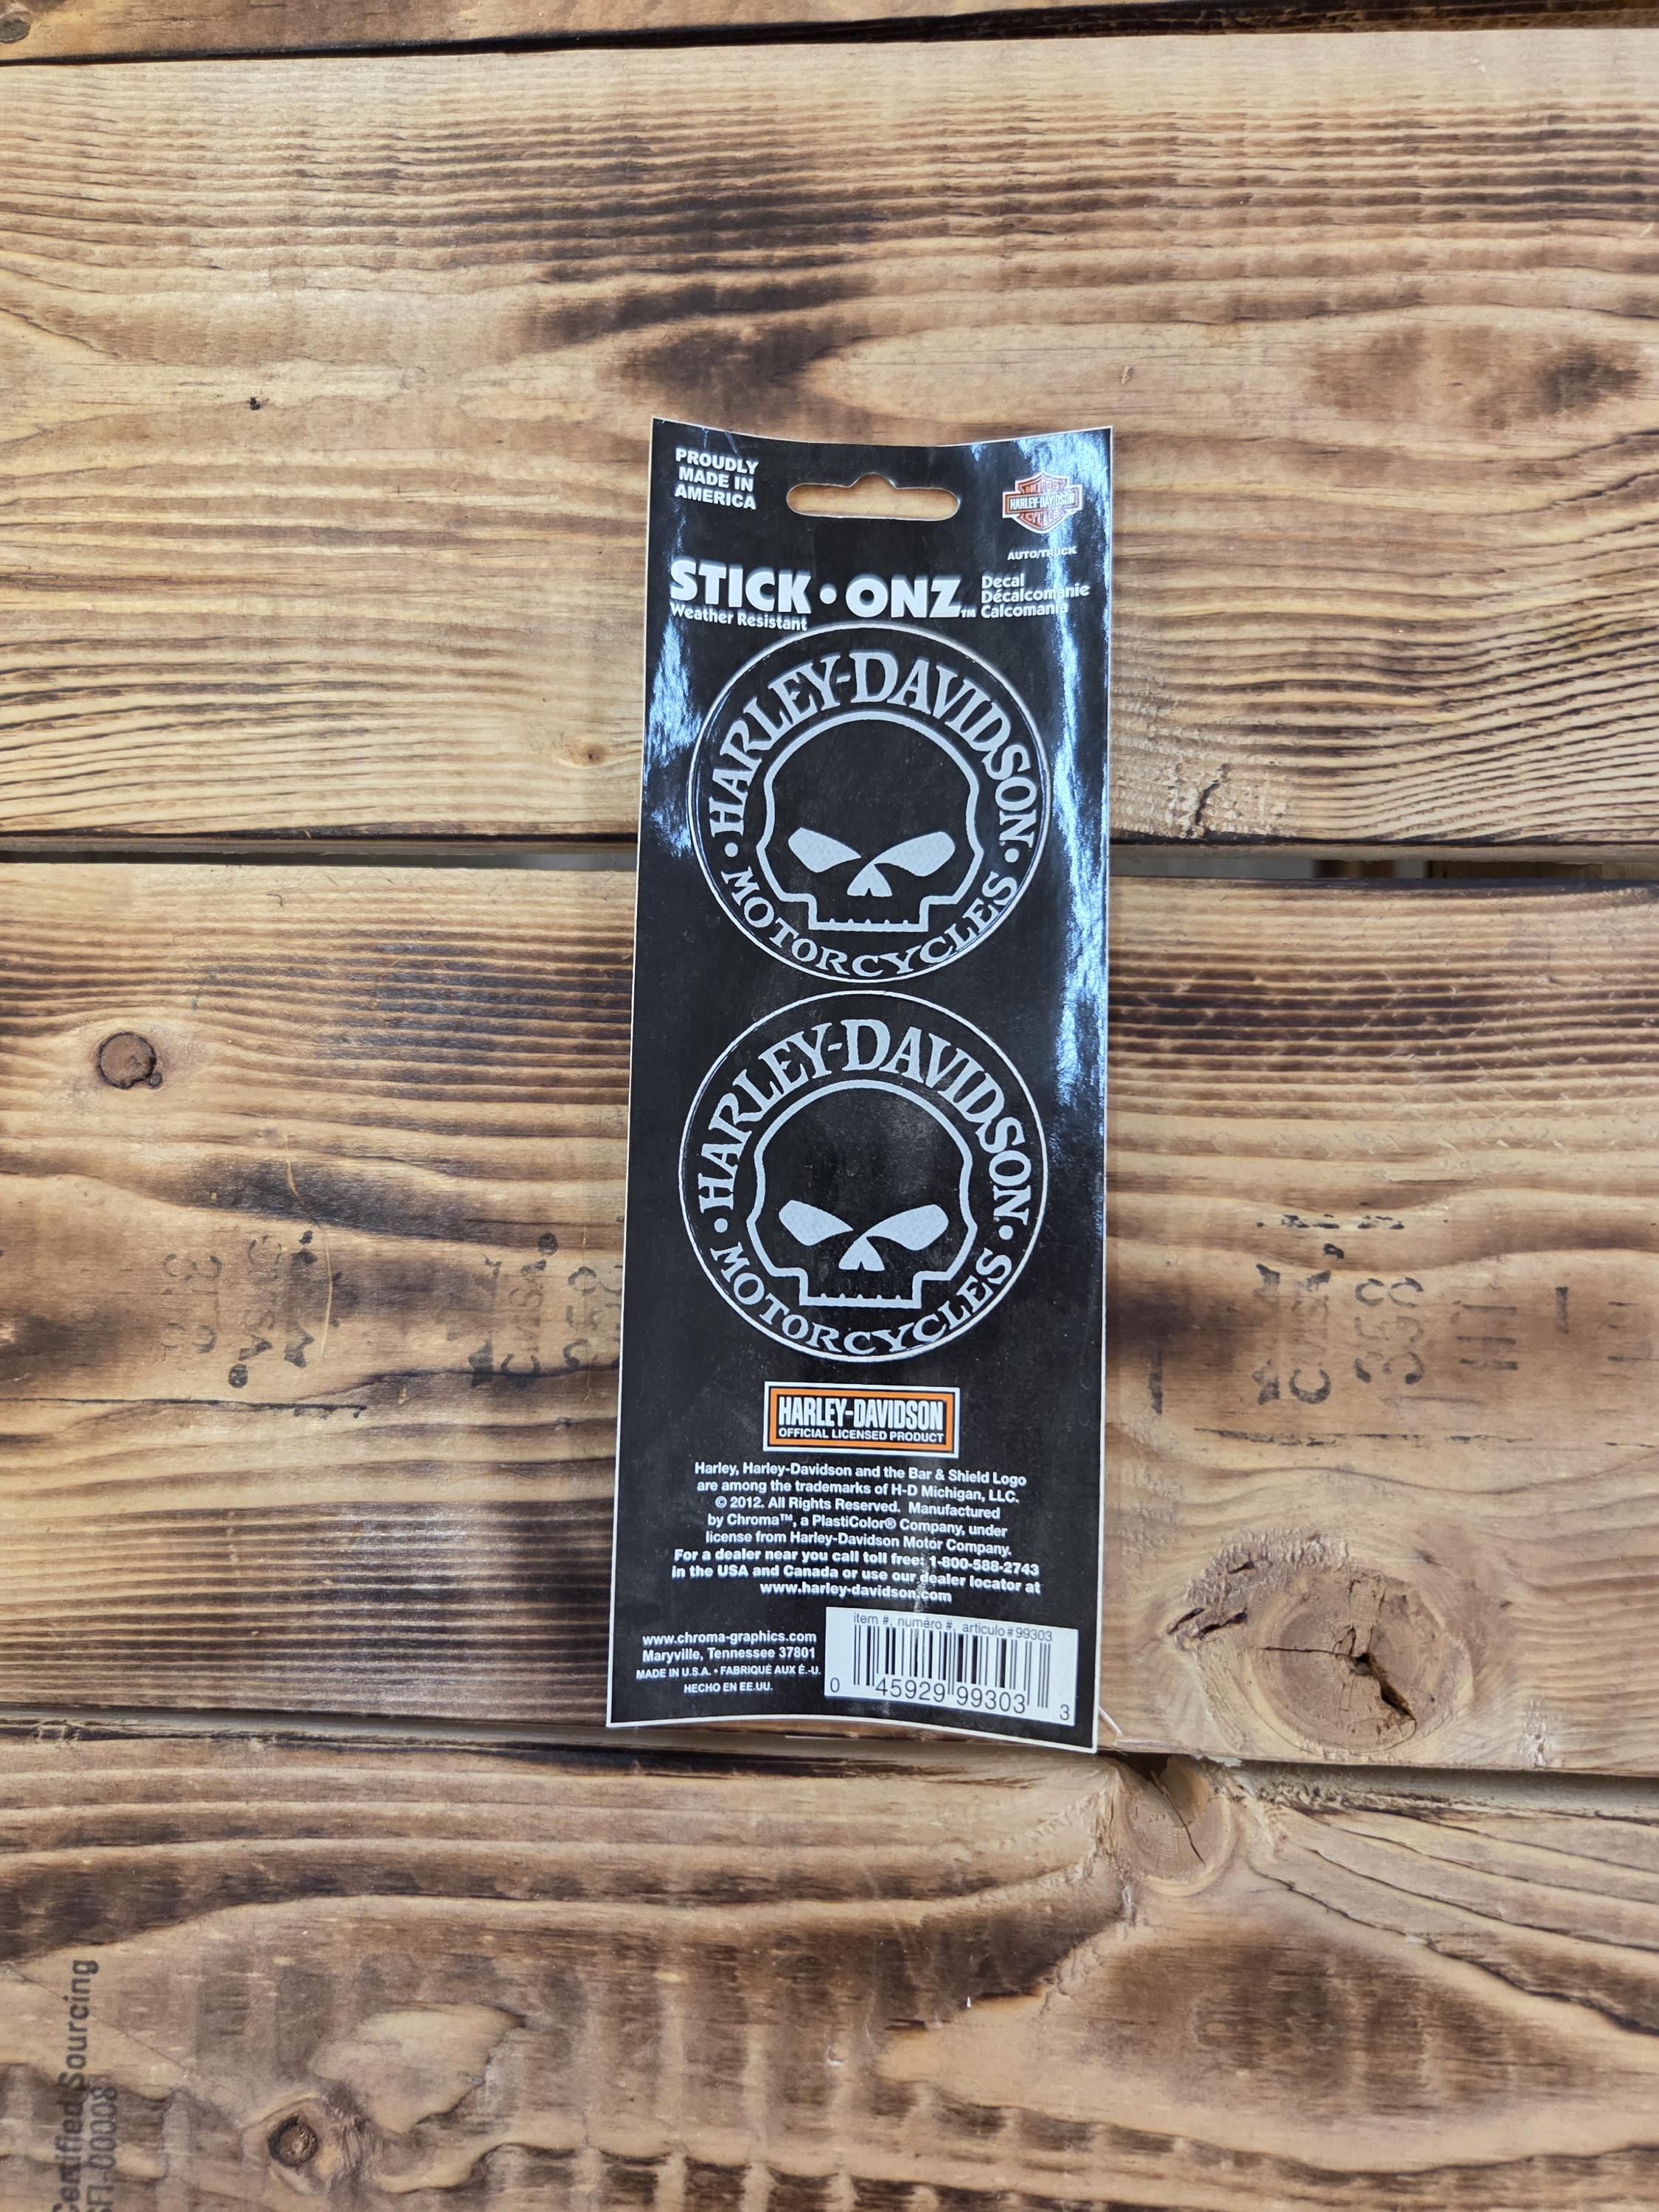 PROUDLY
MADE IN
AMERICA
HARLEY-DAVIDSON
AUTO/TRUCK
STICK • ONZ™
Weather Resistant
Decal
Décalcomanie
Calcomanía
HARLEY-DAVIDSON
• MOTORCYCLES •
HARLEY-DAVIDSON
• MOTORCYCLES •
HARLEY-DAVIDSON
OFFICIAL LICENSED PRODUCT
Harley, Harley-Davidson and the Bar & Shield Logo
are among the trademarks of H-D Michigan, LLC.
© 2012. All Rights Reserved. Manufactured
by Chroma™, a PlastiColor® Company, under
license from Harley-Davidson Motor Company.
For a dealer near you call toll free: 1-800-588-2743
in the USA and Canada or use our dealer locator at
www.harley-davidson.com
www.chroma-graphics.com
Maryville, Tennessee 37801
MADE IN U.S.A. • FABRIQUÉ AUX É.-U.
HECHO EN EE.UU.
item #, numéro #, artículo # 99303
0 45929 99303 3
Certified Sourcing